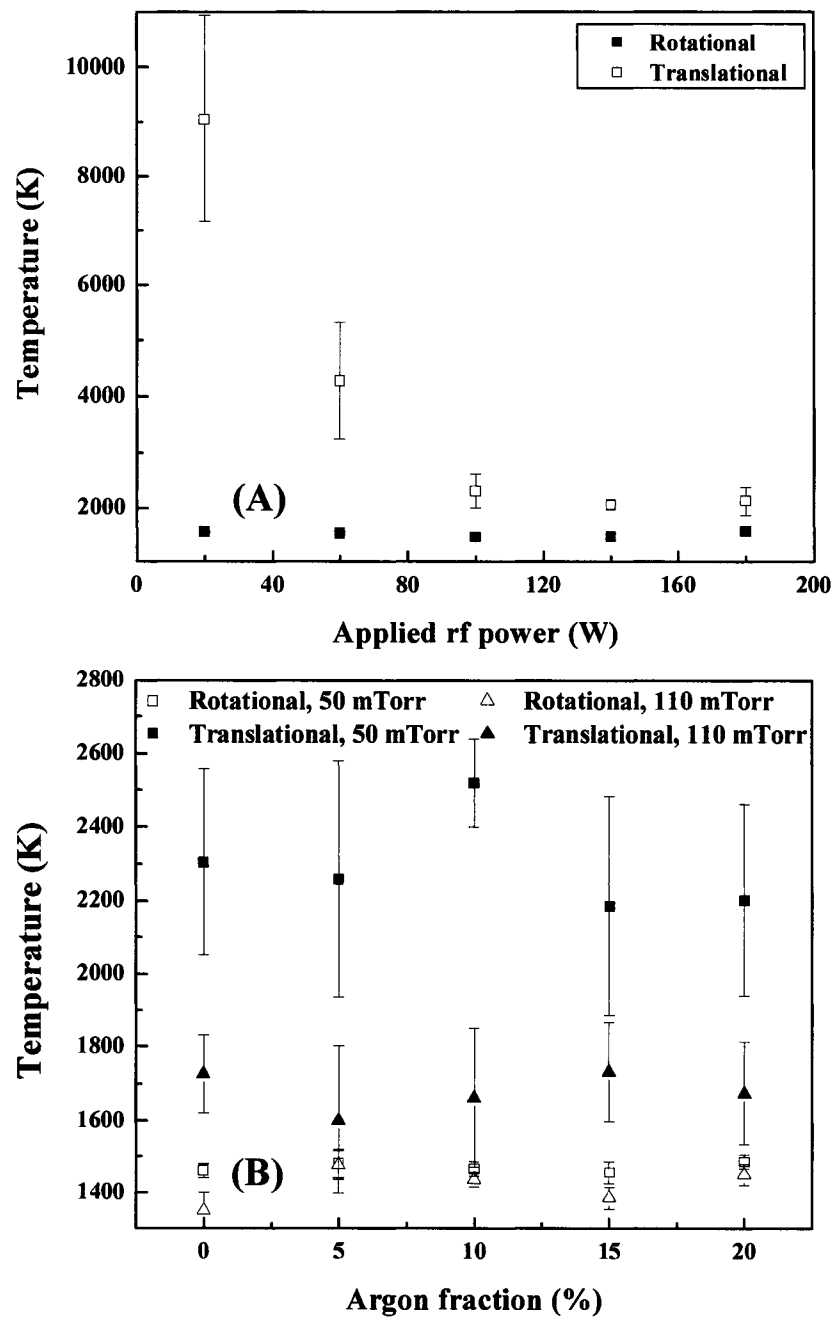 Rotational
Translational
10000
8000
6000
4000
2000
Temperature (K)
(A)
0 40 80 120 160 200
Applied rf power (W)
Rotational, 50 mTorr Rotational, 110 mTorr
Translational, 50 mTorr Translational, 110 mTorr
2800
2600
2400
2200
2000
1800
1600
1400
Temperature (K)
(B)
0 5 10 15 20
Argon fraction (%)